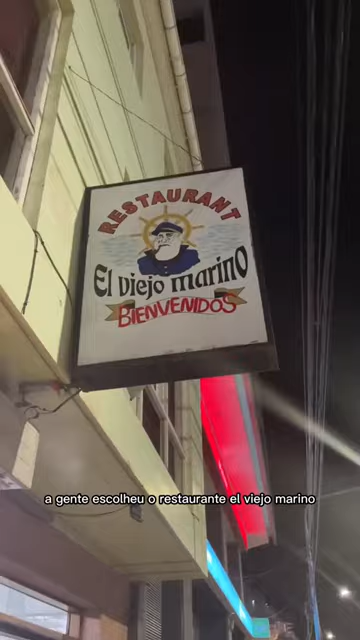 RESTAURANT
El viejo marino
BIENVENIDOS
a gente escolheu o restaurante el viejo marino